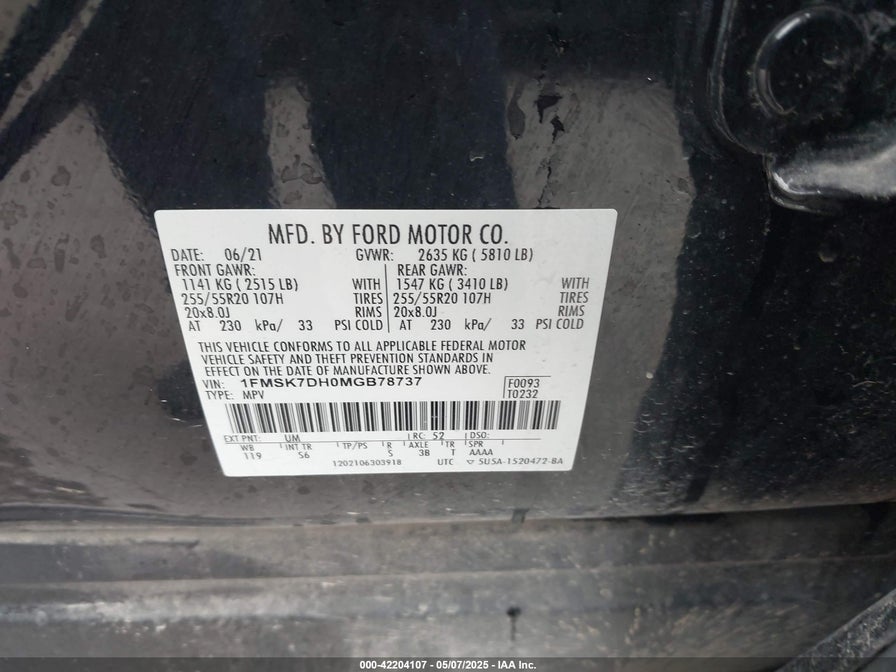 MFD. BY FORD MOTOR CO.
DATE: 06/21 GVWR: 2635 KG ( 5810 LB)
FRONT GAWR: REAR GAWR:
1141 KG ( 2515 LB) WITH 1547 KG ( 3410 LB) WITH
255/55R20 107H TIRES 255/55R20 107H TIRES
20x8.0J RIMS 20x8.0J RIMS
AT 230 kPa/ 33 PSI COLD AT 230 kPa/ 33 PSI COLD
THIS VEHICLE CONFORMS TO ALL APPLICABLE FEDERAL MOTOR
VEHICLE SAFETY AND THEFT PREVENTION STANDARDS IN
EFFECT ON THE DATE OF MANUFACTURE SHOWN ABOVE.
VIN: 1FMSK7DH0MGB78737 F0093
TYPE: MPV T0232
EXT PNT: UM RC: 52 DSO:
WB INT TR TP/PS R AXLE TR SPR
119 S6 S 3B T AAAA
1202106303918 UTC ▽ 5U5A-1520472-BA
000-42204107 - 05/07/2025 - IAA Inc.